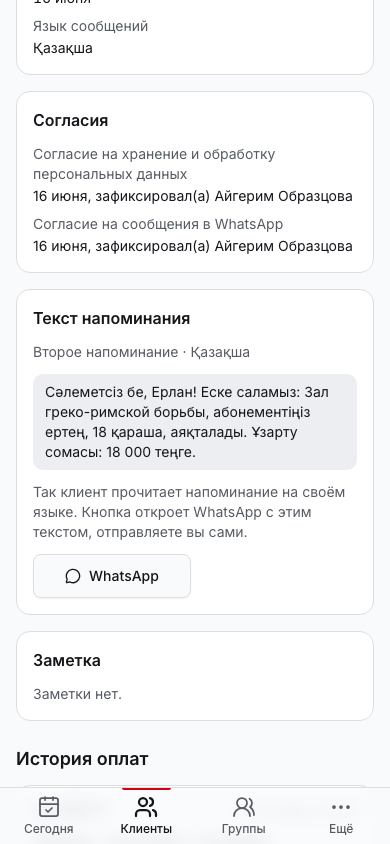 Язык сообщений
Қазақша
Согласия
Согласие на хранение и обработку
персональных данных
16 июня, зафиксировал(а) Айгерим Образцова
Согласие на сообщения в WhatsApp
16 июня, зафиксировал(а) Айгерим Образцова
Текст напоминания
Второе напоминание · Қазақша
Сәлеметсіз бе, Ерлан! Еске саламыз: Зал
греко-римской борьбы, абонементіңіз
ертең, 18 қараша, аяқталады. Ұзарту
сомасы: 18 000 теңге.
Так клиент прочитает напоминание на своём
языке. Кнопка откроет WhatsApp с этим
текстом, отправляете вы сами.
WhatsApp
Заметка
Заметки нет.
История оплат
Сегодня
Клиенты
Группы
Ещё